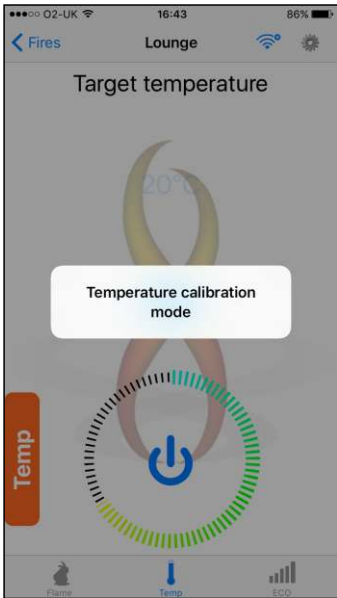 O2-UK 16:43 86%
Fires Lounge
Target temperature
20°C
Temperature calibration
mode
Temp
Flame Temp ECO